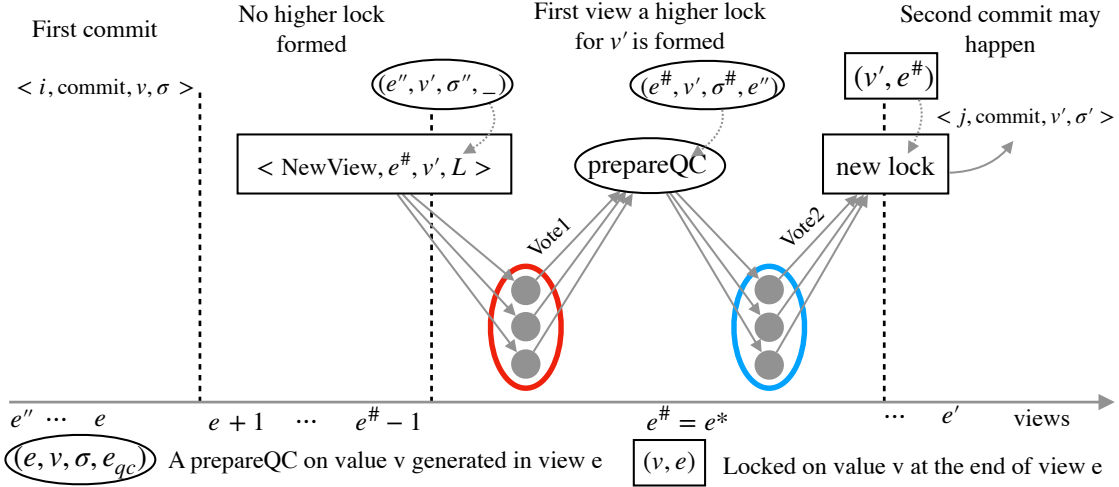 First commit
No higher lock
formed
First view a higher lock
for v′ is formed
Second commit may
happen
< i, commit, v, σ >
(e″, v′, σ″, _)
(e#, v′, σ#, e″)
(v′, e#)
< j, commit, v′, σ′ >
< NewView, e#, v′, L >
prepareQC
new lock
Vote1
Vote2
e″ ⋯ e
e + 1 ⋯ e# − 1
e# = e*
⋯ e′ views
(e, v, σ, e_qc) A prepareQC on value v generated in view e
(v, e) Locked on value v at the end of view e